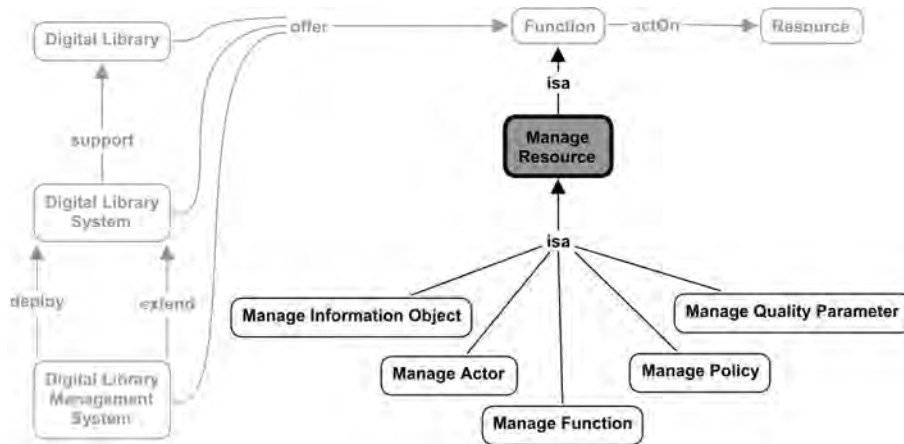 Digital Library
offer
Function
actOn
Resource
isa
support
Manage
Resource
Digital Library
System
isa
deploy
extend
Manage Information Object
Manage Quality Parameter
Manage Actor
Manage Policy
Digital Library
Management
System
Manage Function